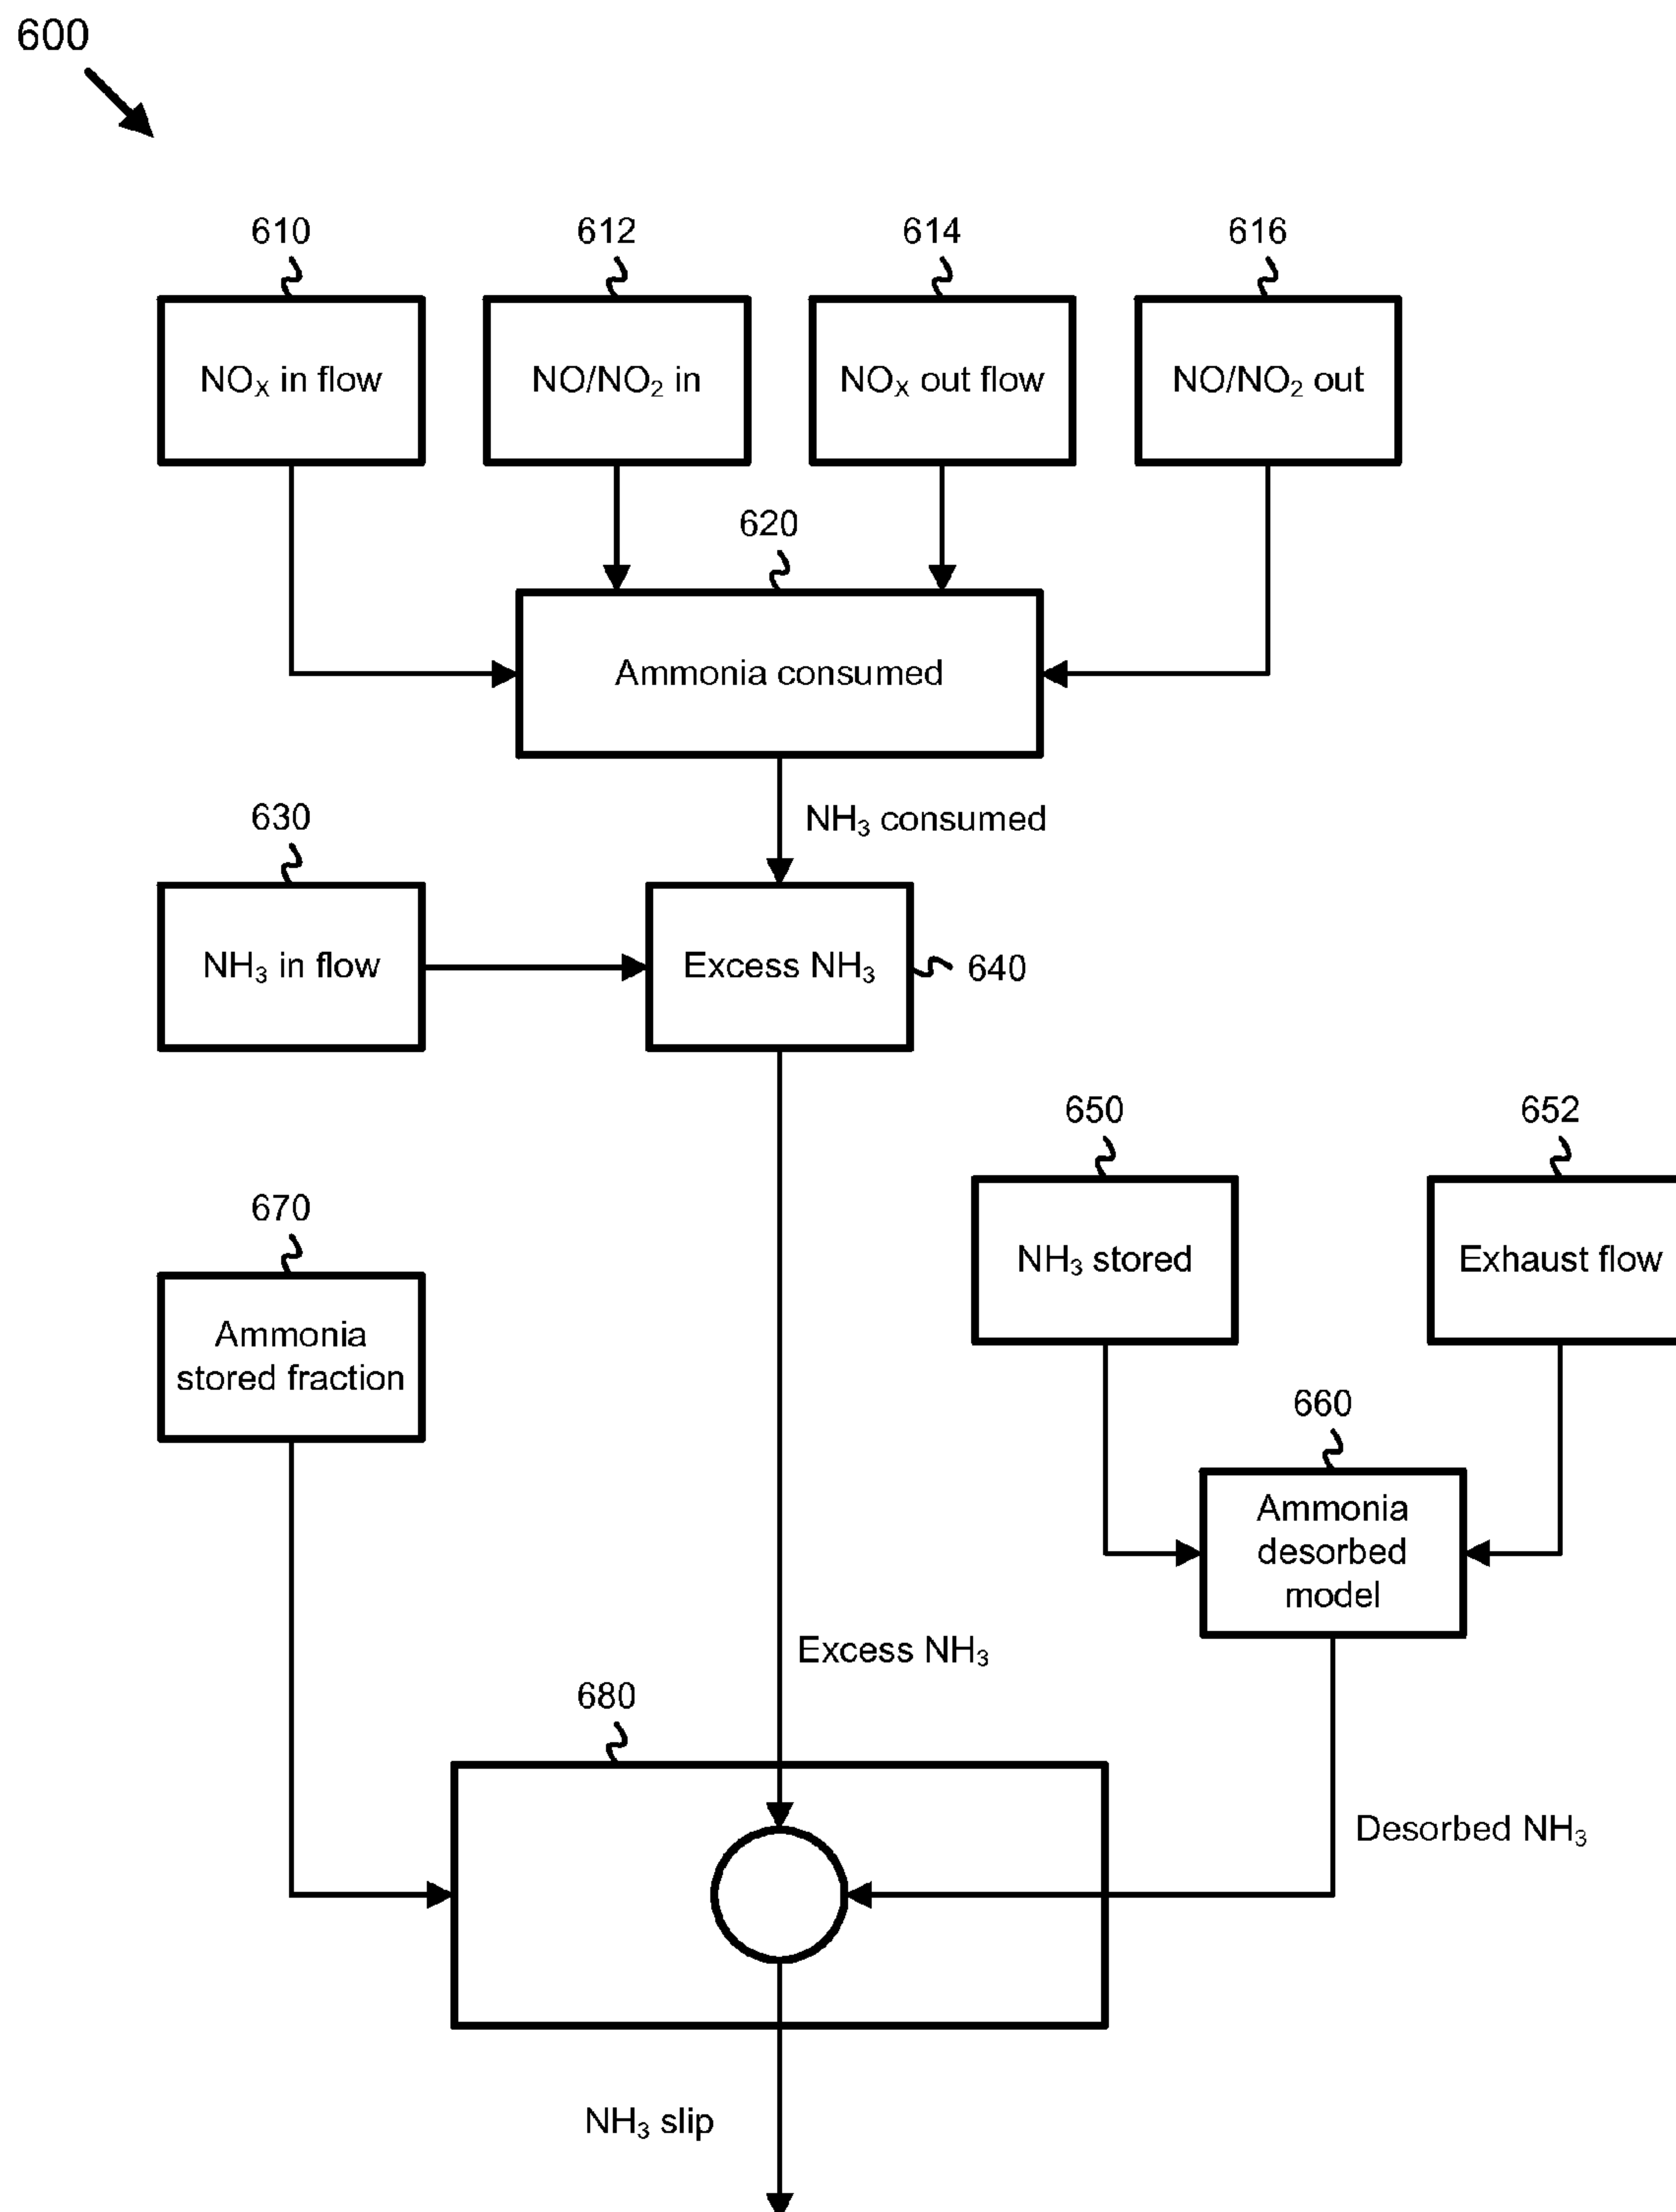 600
610
612
614
616
NOₓ in flow
NO/NO₂ in
NOₓ out flow
NO/NO₂ out
620
Ammonia consumed
NH₃ consumed
630
NH₃ in flow
Excess NH₃
640
650
652
NH₃ stored
Exhaust flow
670
Ammonia
stored fraction
660
Ammonia
desorbed
model
Excess NH₃
680
Desorbed NH₃
NH₃ slip